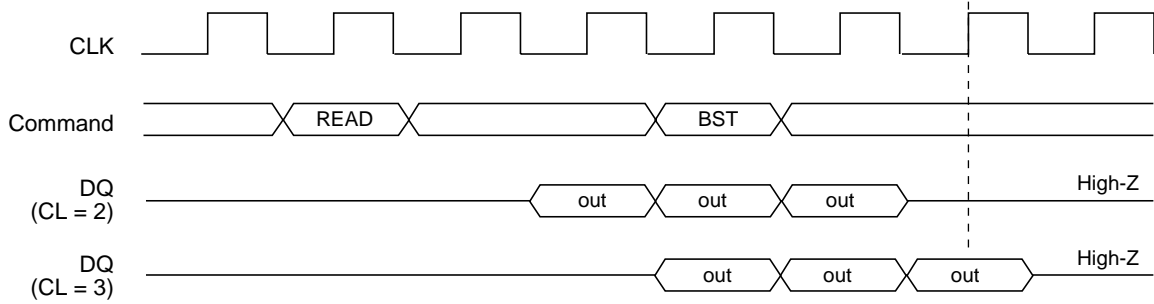 CLK
Command
READ
BST
DQ
(CL = 2)
out
out
out
High-Z
DQ
(CL = 3)
out
out
out
High-Z